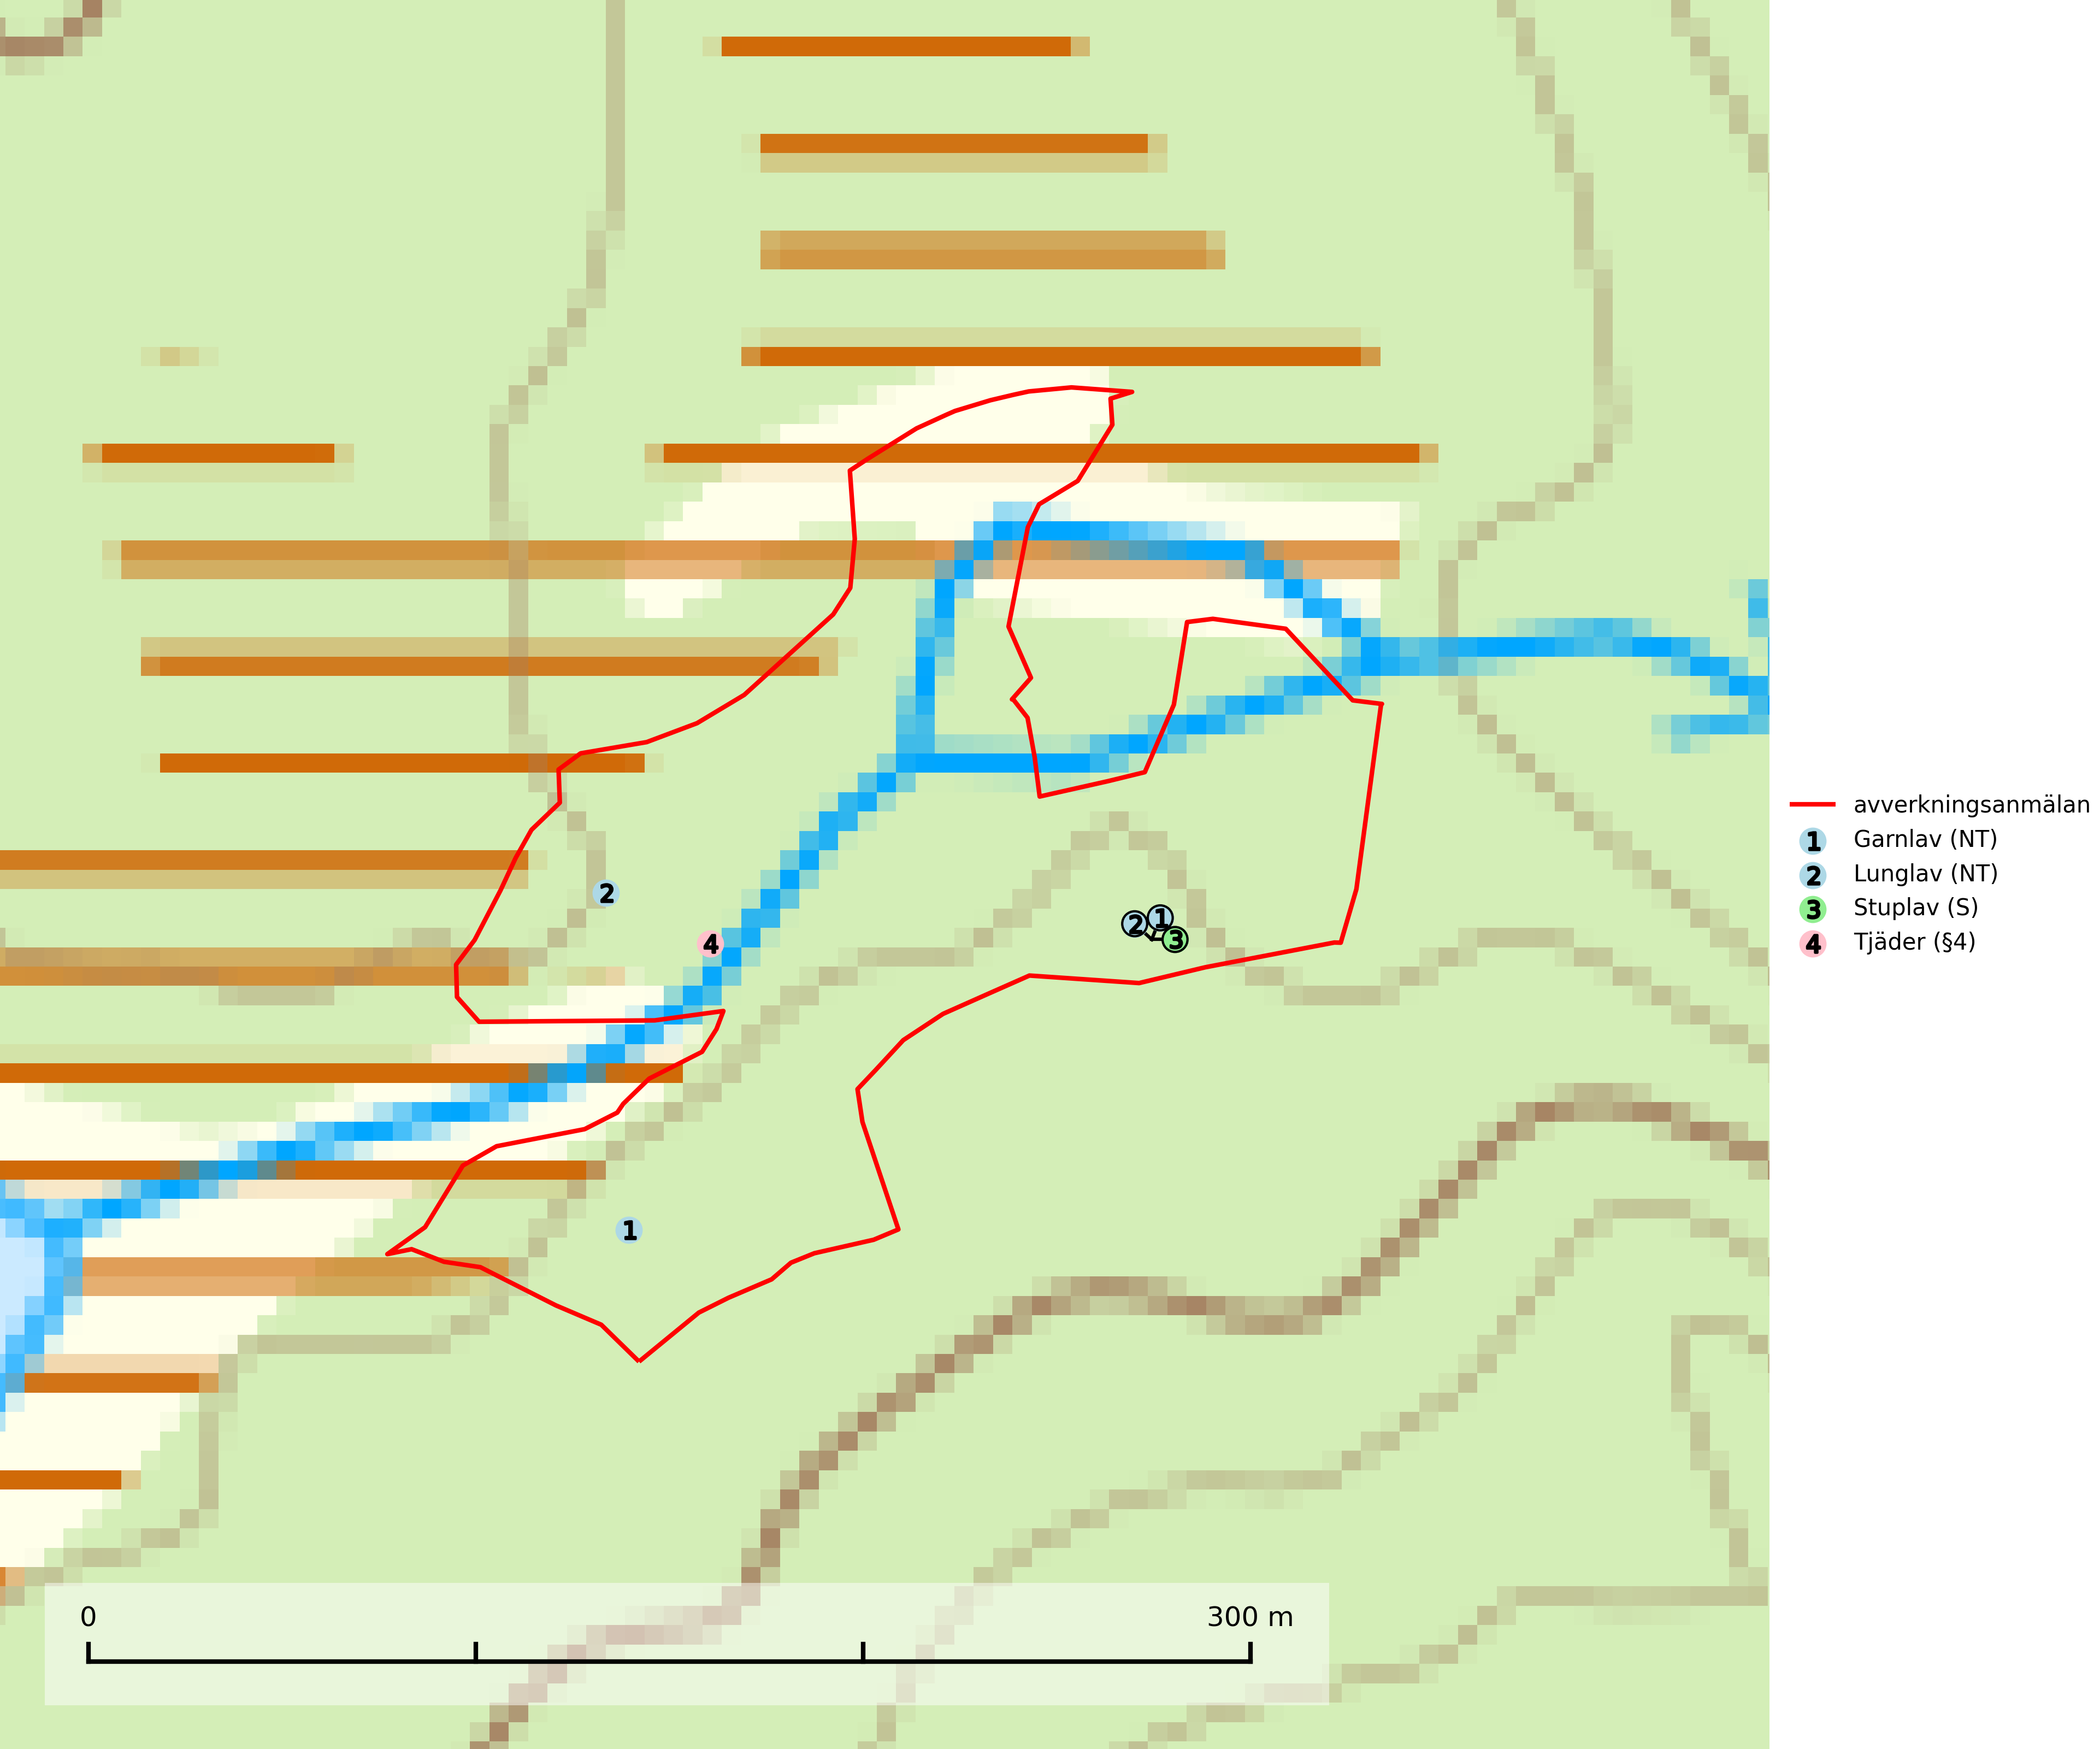 2
2
1
3
4
1
avverkningsanmälan
1 Garnlav (NT)
2 Lunglav (NT)
3 Stuplav (S)
4 Tjäder (§4)
0 300 m